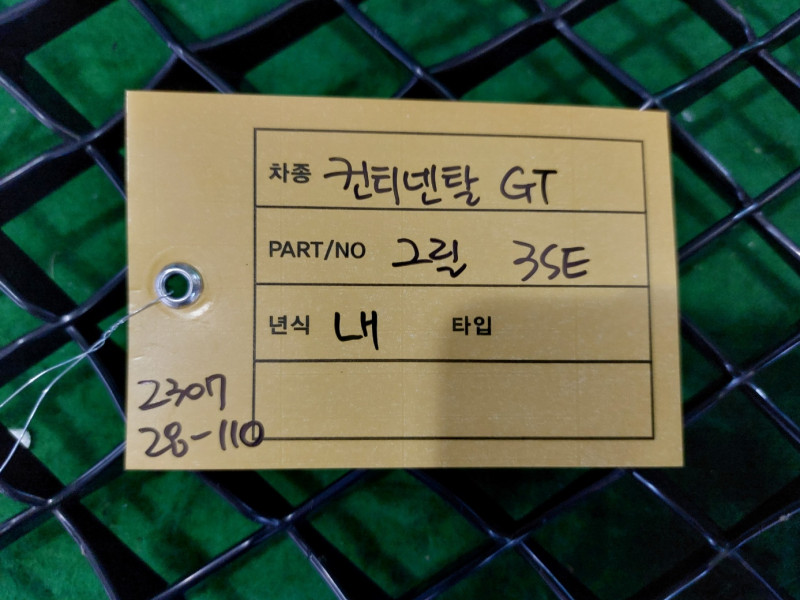 차종 컨티넨탈 GT
PART/NO 그릴 3SE
년식 내 타입
2307
28-110